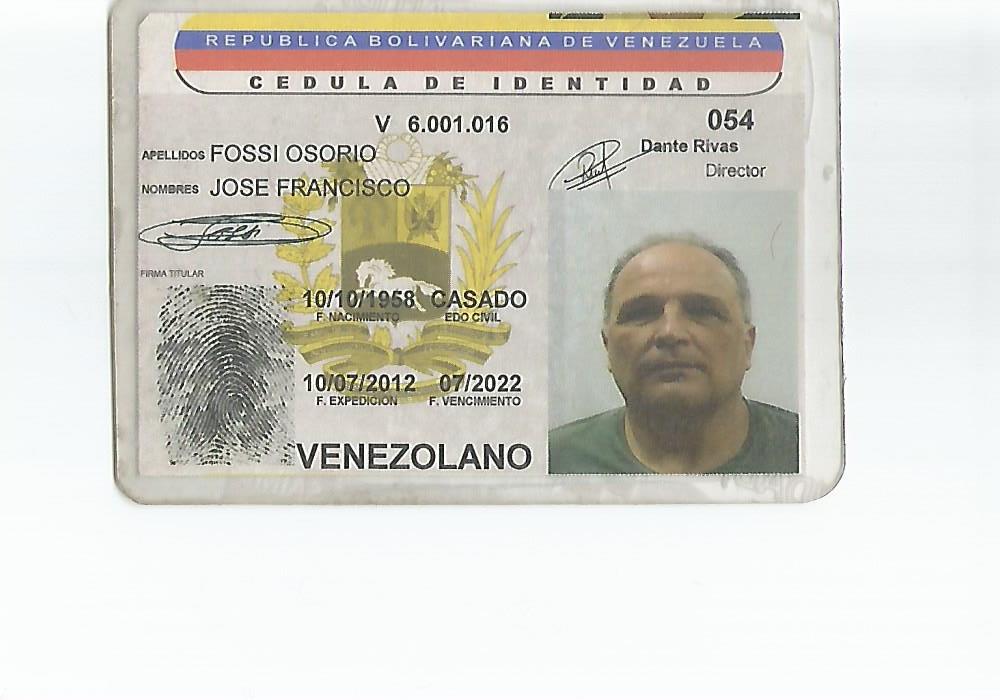 REPUBLICA BOLIVARIANA DE VENEZUELA
CEDULA DE IDENTIDAD
V 6.001.016
054
APELLIDOS FOSSI OSORIO
Dante Rivas
Director
NOMBRES JOSE FRANCISCO
FIRMA TITULAR
10/10/1958 CASADO
F. NACIMIENTO EDO CIVIL
10/07/2012 07/2022
F. EXPEDICION F. VENCIMIENTO
VENEZOLANO